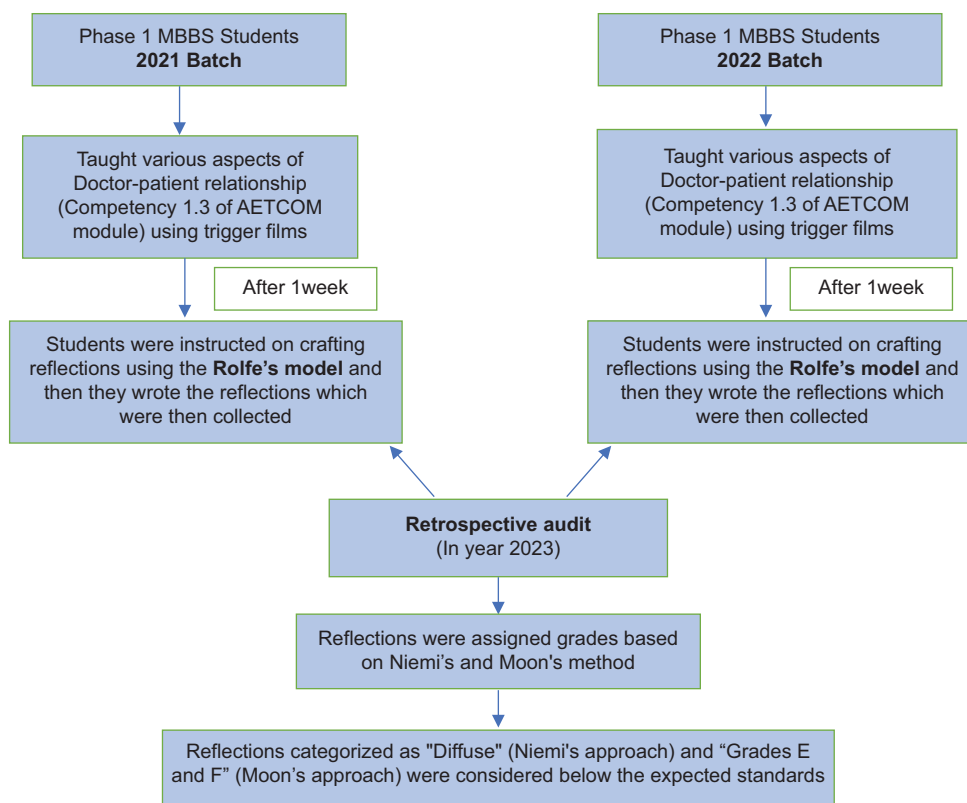 Phase 1 MBBS Students
2021 Batch
Taught various aspects of
Doctor-patient relationship
(Competency 1.3 of AETCOM
module) using trigger films
After 1week
Students were instructed on crafting
reflections using the Rolfe's model and
then they wrote the reflections which
were then collected
Phase 1 MBBS Students
2022 Batch
Taught various aspects of
Doctor-patient relationship
(Competency 1.3 of AETCOM
module) using trigger films
After 1week
Students were instructed on crafting
reflections using the Rolfe's model and
then they wrote the reflections which
were then collected
Retrospective audit
(In year 2023)
Reflections were assigned grades based
on Niemi’s and Moon's method
Reflections categorized as "Diffuse" (Niemi's approach) and “Grades E
and F” (Moon’s approach) were considered below the expected standards